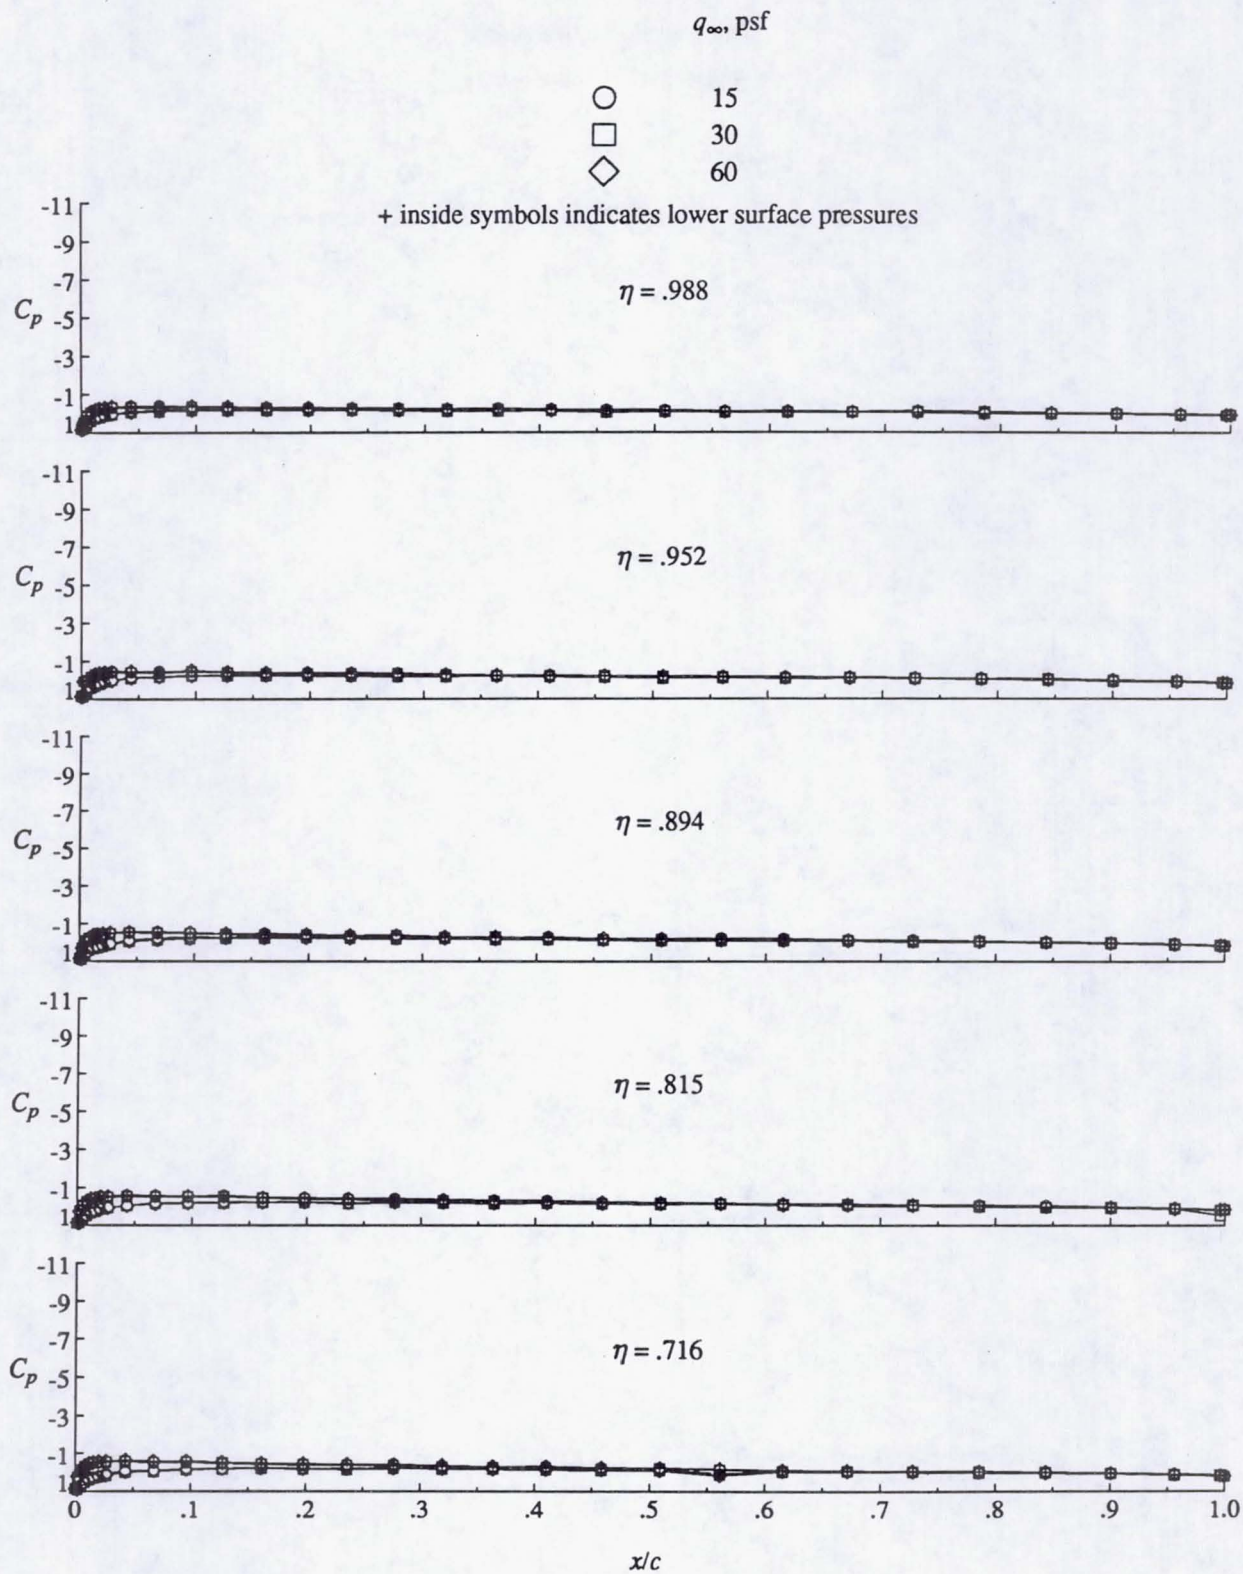 q∞, psf
15
30
60
+ inside symbols indicates lower surface pressures
-11
-9
-7
Cp -5
-3
-1
1
η = .988
-11
-9
-7
Cp -5
-3
-1
1
η = .952
-11
-9
-7
Cp -5
-3
-1
1
η = .894
-11
-9
-7
Cp -5
-3
-1
1
η = .815
-11
-9
-7
Cp -5
-3
-1
1
η = .716
0 .1 .2 .3 .4 .5 .6 .7 .8 .9 1.0
x/c